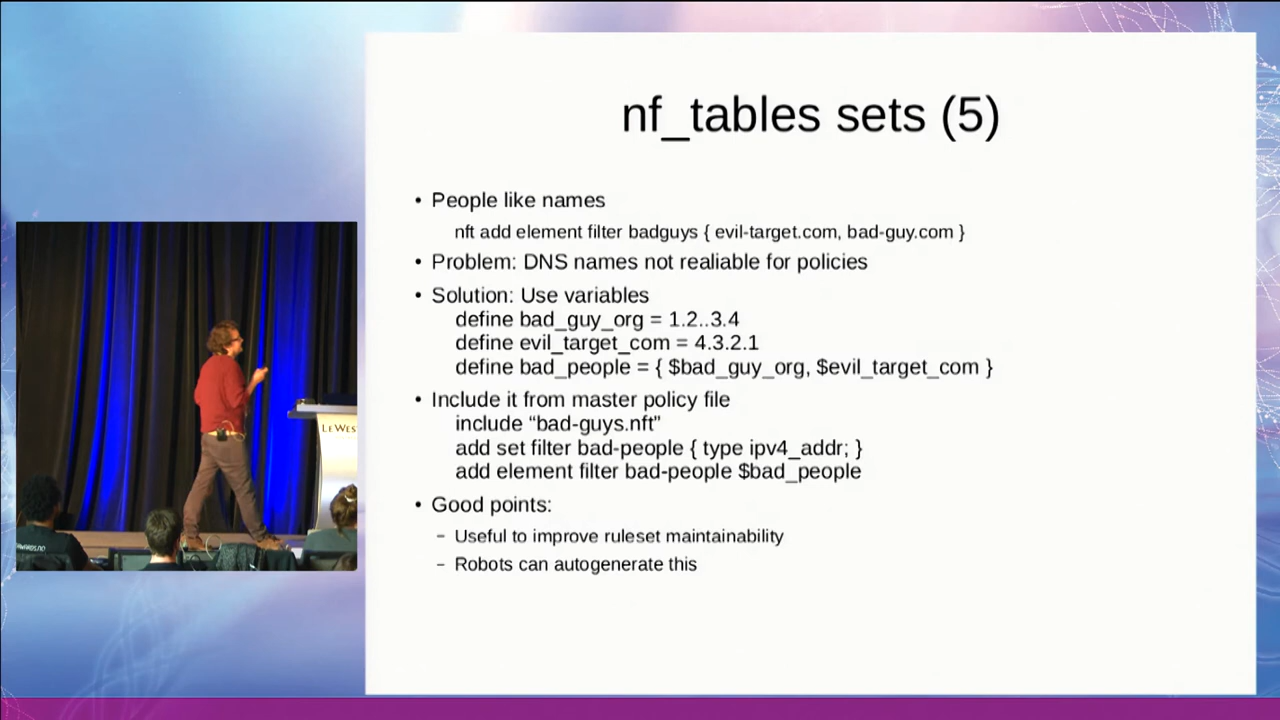 nf_tables sets (5)
• People like names
nft add element filter badguys { evil-target.com, bad-guy.com }
• Problem: DNS names not realiable for policies
• Solution: Use variables
define bad_guy_org = 1.2..3.4
define evil_target_com = 4.3.2.1
define bad_people = { $bad_guy_org, $evil_target_com }
• Include it from master policy file
include “bad-guys.nft”
add set filter bad-people { type ipv4_addr; }
add element filter bad-people $bad_people
• Good points:
– Useful to improve ruleset maintainability
– Robots can autogenerate this
LE WES